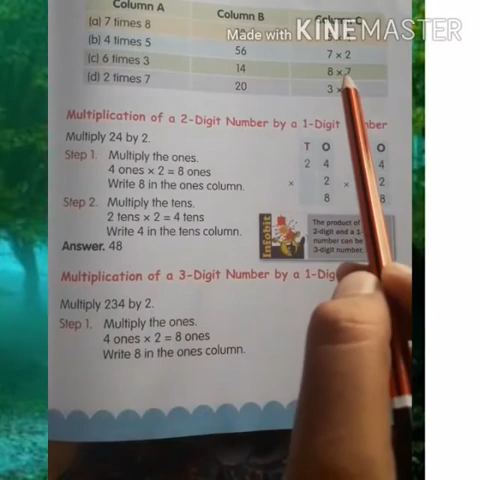 Made with KINEMASTER
Column A Column B
(a) 7 times 8
(b) 4 times 5 56 7 × 2
(c) 6 times 3 14 8 × 7
(d) 2 times 7 20 3 ×
Multiplication of a 2-Digit Number by a 1-Digit
Multiply 24 by 2.
Step 1. Multiply the ones.
4 ones × 2 = 8 ones
Write 8 in the ones column.
Step 2. Multiply the tens.
2 tens × 2 = 4 tens
Write 4 in the tens column.
Answer. 48
T O O
2 4 4
× 2 × 2
8 8
Infobit
The product of
2-digit and a 1-
number can be
3-digit number.
Multiplication of a 3-Digit Number by a
Multiply 234 by 2.
Step 1. Multiply the ones.
4 ones × 2 = 8 ones
Write 8 in the ones column.